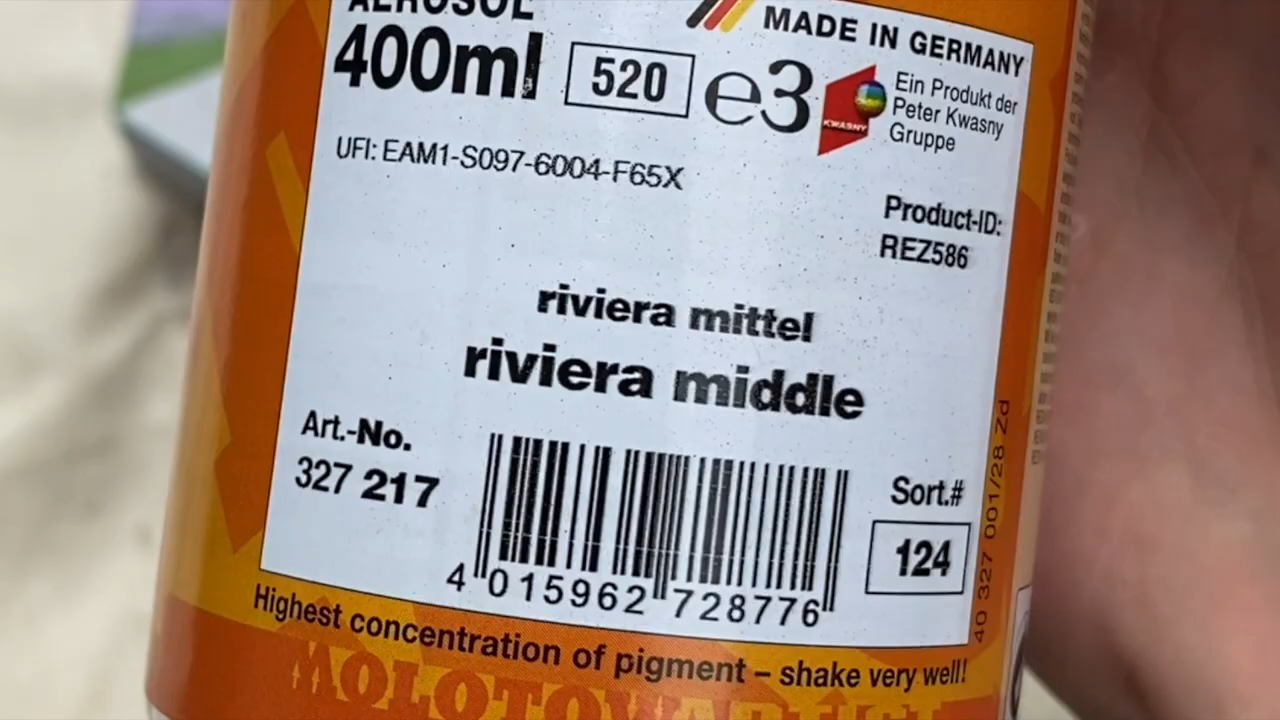 AEROSOL
MADE IN GERMANY
400ml 520 e3
KWASNY
Ein Produkt der
Peter Kwasny
Gruppe
UFI: EAM1-S097-6004-F65X
Product-ID:
REZ586
riviera mittel
riviera middle
Art.-No.
327 217
Sort.#
124
4 015962 728776
40 327 001/28 Zd
Highest concentration of pigment – shake very well!